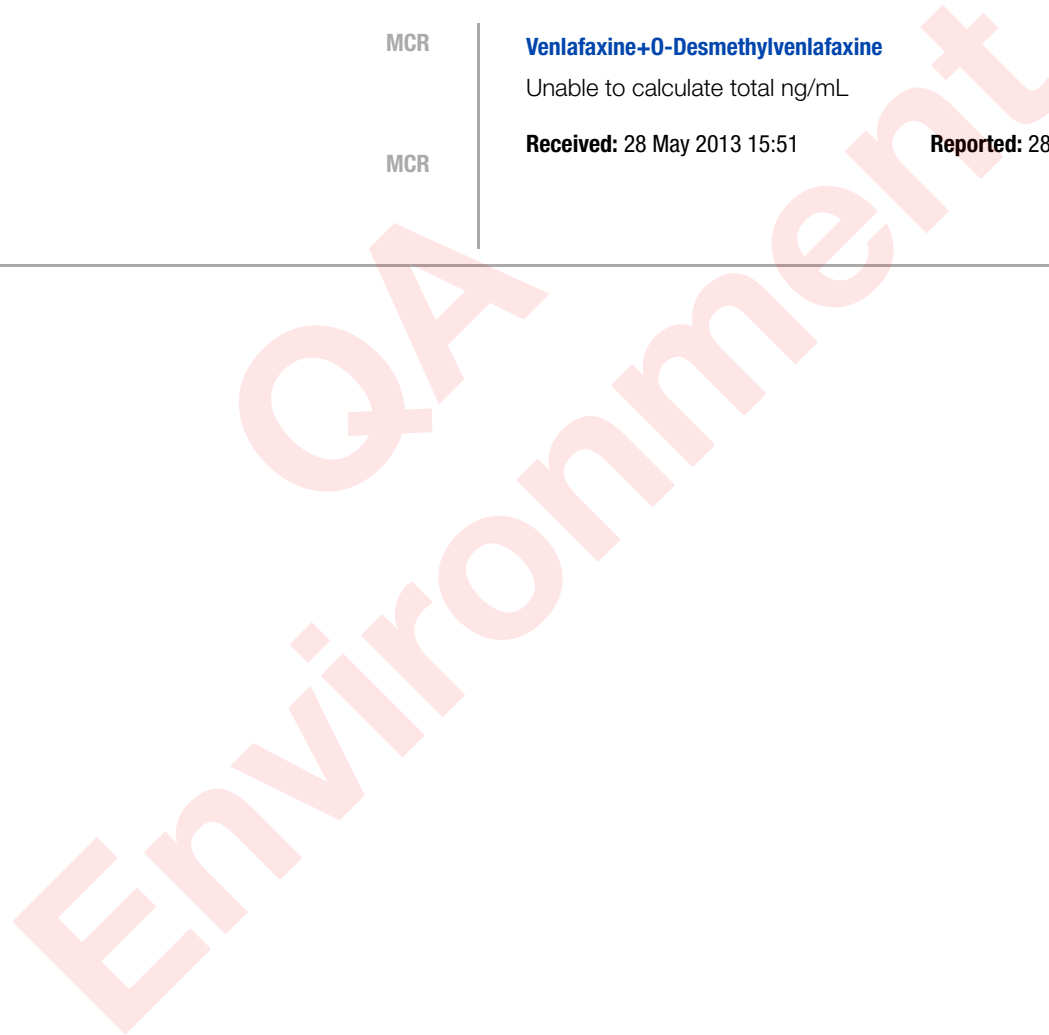 MCR
Venlafaxine+O-Desmethylvenlafaxine
Unable to calculate total ng/mL
Received: 28 May 2013 15:51 Reported: 28
MCR
QA
Environment